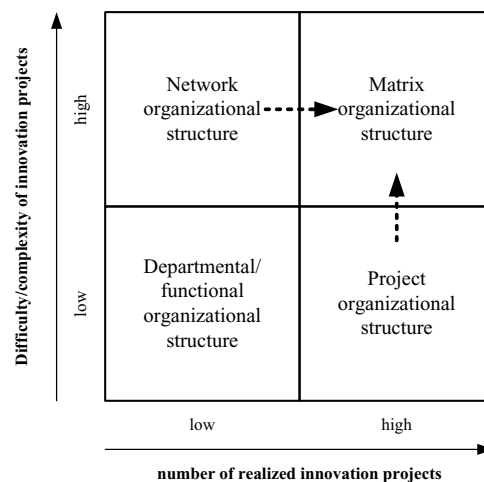 Difficulty/complexity of innovation projects
high
low
Network
organizational
structure
Matrix
organizational
structure
Departmental/
functional
organizational
structure
Project
organizational
structure
low
high
number of realized innovation projects